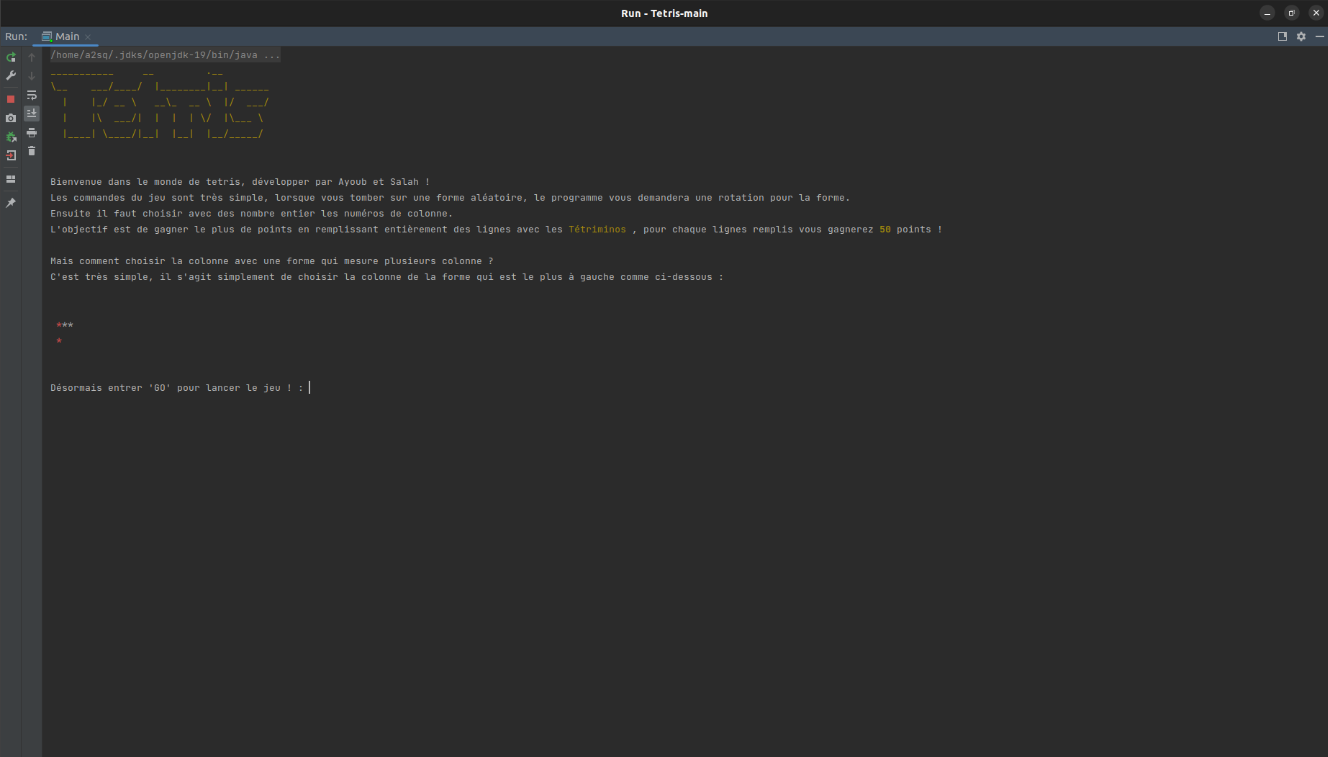 Run - Tetris-main
Run: Main
/home/a2sq/.jdks/openjdk-19/bin/java ...
___________     __         .__
\__    ___/____/  |________|__| ______
  |    |_/ __ \   __\_  __ \  |/  ___/
  |    |\  ___/|  |  |  | \/  |\___ \
  |____| \____/|__|  |__|  |__/_____/
Bienvenue dans le monde de tetris, développer par Ayoub et Salah !
Les commandes du jeu sont très simple, lorsque vous tomber sur une forme aléatoire, le programme vous demandera une rotation pour la forme.
Ensuite il faut choisir avec des nombre entier les numéros de colonne.
L'objectif est de gagner le plus de points en remplissant entièrement des lignes avec les Tétriminos , pour chaque lignes remplis vous gagnerez 50 points !
Mais comment choisir la colonne avec une forme qui mesure plusieurs colonne ?
C'est très simple, il s'agit simplement de choisir la colonne de la forme qui est le plus à gauche comme ci-dessous :
***
*
Désormais entrer 'GO' pour lancer le jeu ! :